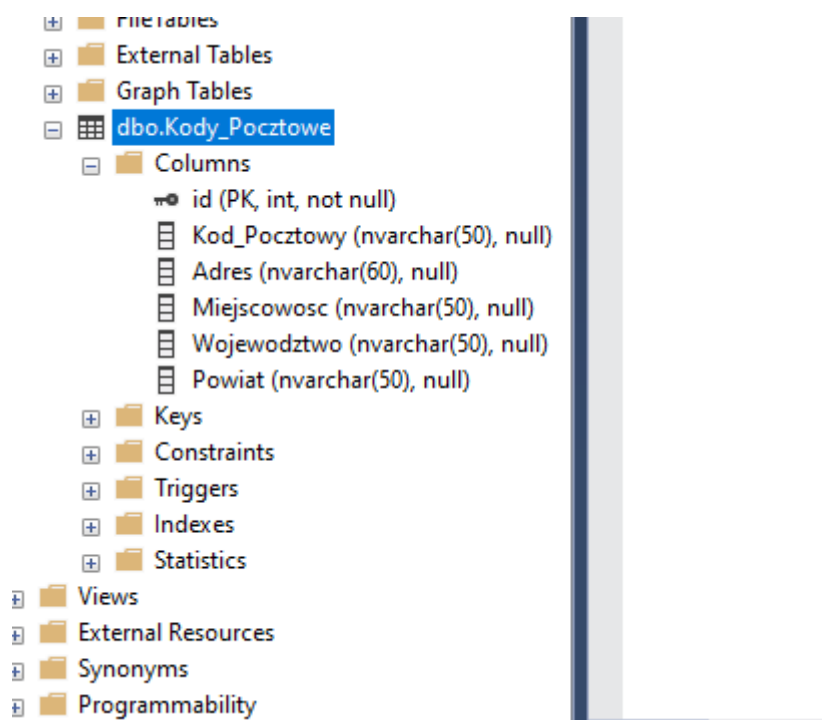 FileTables
External Tables
Graph Tables
dbo.Kody_Pocztowe
Columns
id (PK, int, not null)
Kod_Pocztowy (nvarchar(50), null)
Adres (nvarchar(60), null)
Miejscowosc (nvarchar(50), null)
Wojewodztwo (nvarchar(50), null)
Powiat (nvarchar(50), null)
Keys
Constraints
Triggers
Indexes
Statistics
Views
External Resources
Synonyms
Programmability